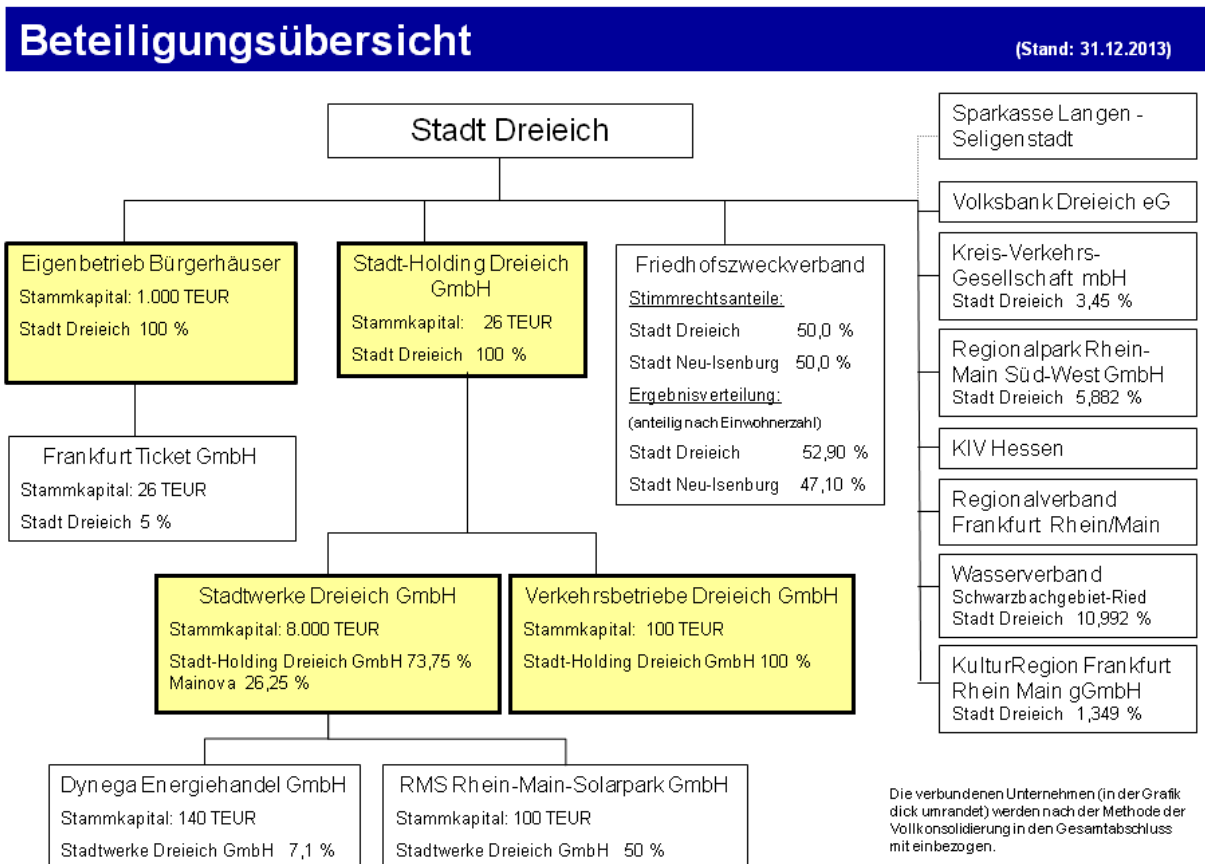 Beteiligungsübersicht
(Stand: 31.12.2013)
Stadt Dreieich
Eigenbetrieb Bürgerhäuser
Stammkapital: 1.000 TEUR
Stadt Dreieich 100 %
Frankfurt Ticket GmbH
Stammkapital: 26 TEUR
Stadt Dreieich 5 %
Stadt-Holding Dreieich
GmbH
Stammkapital: 26 TEUR
Stadt Dreieich 100 %
Friedhofszweckverband
Stimmrechtsanteile:
Stadt Dreieich 50,0 %
Stadt Neu-Isenburg 50,0 %
Ergebnisverteilung:
(anteilig nach Einwohnerzahl)
Stadt Dreieich 52,90 %
Stadt Neu-Isenburg 47,10 %
Stadtwerke Dreieich GmbH
Stammkapital: 8.000 TEUR
Stadt-Holding Dreieich GmbH 73,75 %
Mainova 26,25 %
Verkehrsbetriebe Dreieich GmbH
Stammkapital: 100 TEUR
Stadt-Holding Dreieich GmbH 100 %
Dynega Energiehandel GmbH
Stammkapital: 140 TEUR
Stadtwerke Dreieich GmbH 7,1 %
RMS Rhein-Main-Solarpark GmbH
Stammkapital: 100 TEUR
Stadtwerke Dreieich GmbH 50 %
Sparkasse Langen -
Seligenstadt
Volksbank Dreieich eG
Kreis-Verkehrs-
Gesellschaft mbH
Stadt Dreieich 3,45 %
Regionalpark Rhein-
Main Süd-West GmbH
Stadt Dreieich 5,882 %
KIV Hessen
Regionalverband
Frankfurt Rhein/Main
Wasserverband
Schwarzbachgebiet-Ried
Stadt Dreieich 10,992 %
KulturRegion Frankfurt
Rhein Main gGmbH
Stadt Dreieich 1,349 %
Die verbundenen Unternehmen (in der Grafik
dick umrandet) werden nach der Methode der
Vollkonsolidierung in den Gesamtabschluss
mit einbezogen.